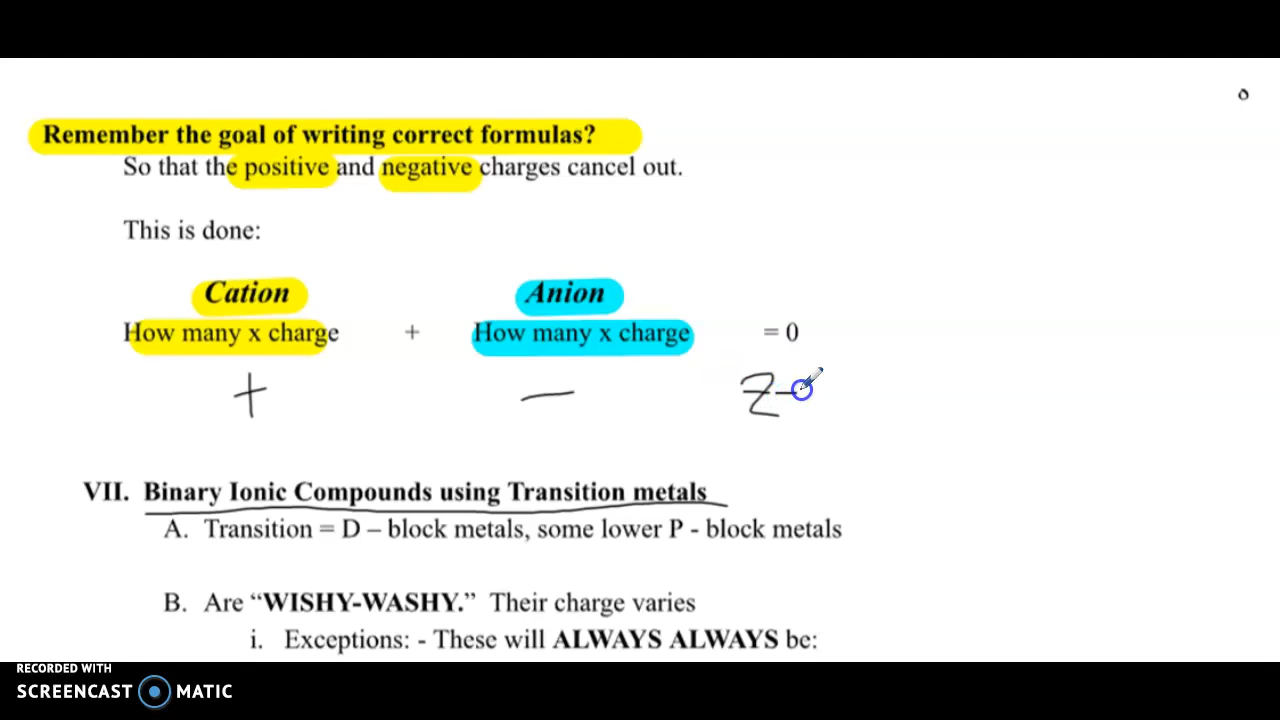 Remember the goal of writing correct formulas?
So that the positive and negative charges cancel out.
This is done:
Cation Anion
How many x charge + How many x charge = 0
+ −
VII. Binary Ionic Compounds using Transition metals
A. Transition = D – block metals, some lower P - block metals
B. Are “WISHY-WASHY.” Their charge varies
i. Exceptions: - These will ALWAYS ALWAYS be:
RECORDED WITH
SCREENCAST MATIC